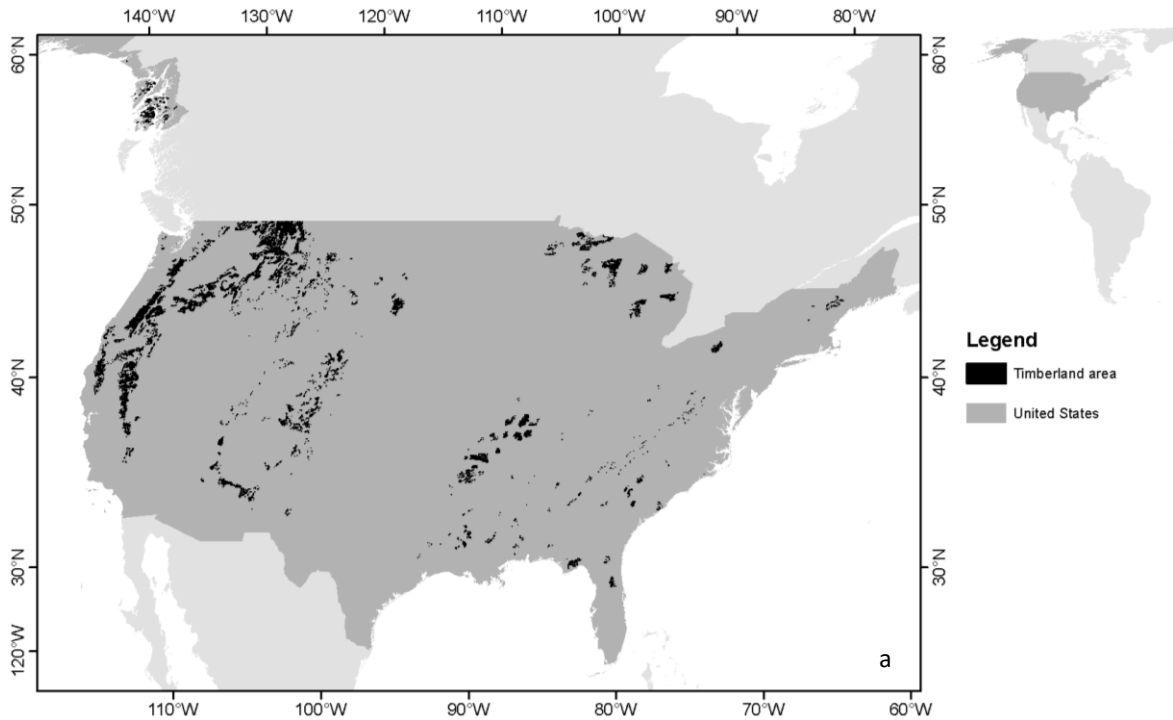 140°W 130°W 120°W 110°W 100°W 90°W 80°W
60°N 60°N
50°N 50°N
Legend
Timberland area
40°N 40°N
United States
30°N 30°N
120°W
a
110°W 100°W 90°W 80°W 70°W 60°W